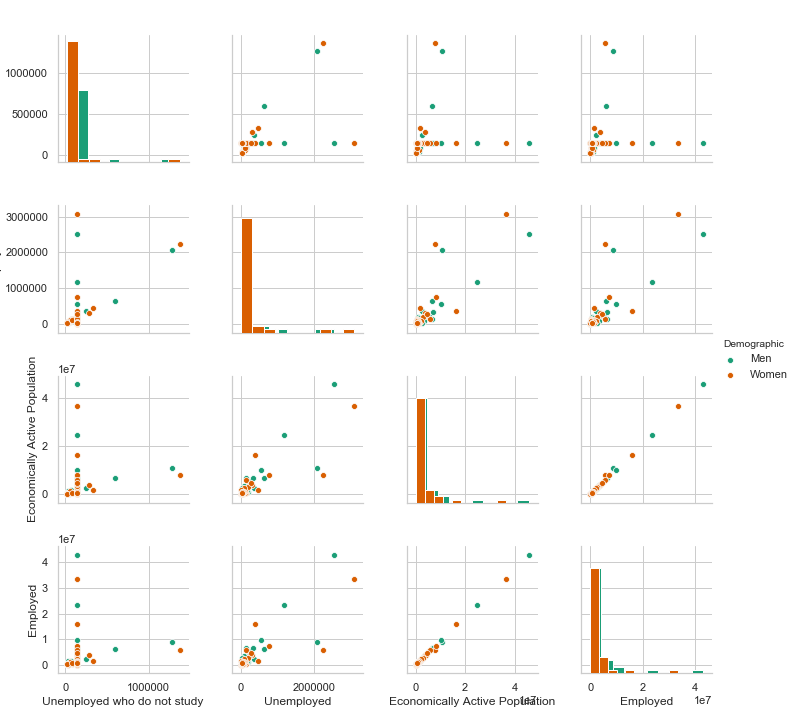 1000000
500000
0
3000000
2000000
1000000
0
Demographic
Men
Women
1e7
Economically Active Population
4
2
0
1e7
Employed
4
3
2
1
0
0 1000000
0 2000000
0 2 4
0 2 4
1e7
1e7
Unemployed who do not study
Unemployed
Economically Active Population
Employed